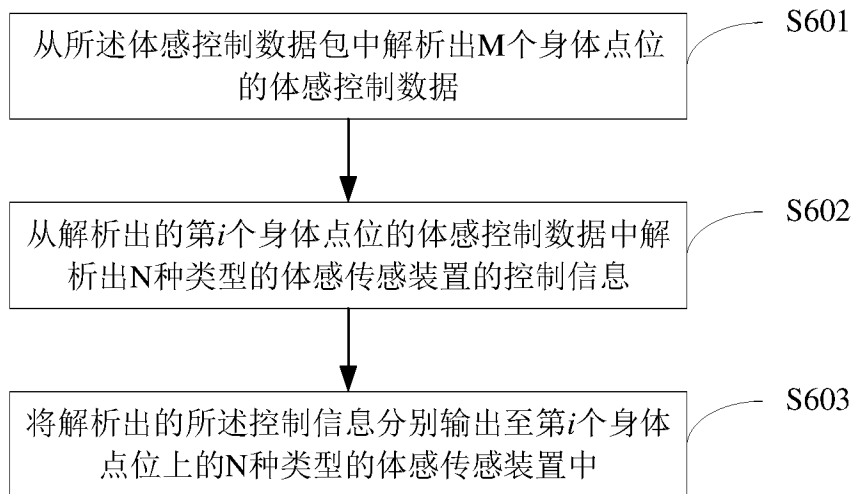 从所述体感控制数据包中解析出M个身体点位
的体感控制数据
S601
从解析出的第i个身体点位的体感控制数据中解
析出N种类型的体感传感装置的控制信息
S602
将解析出的所述控制信息分别输出至第i个身体
点位上的N种类型的体感传感装置中
S603